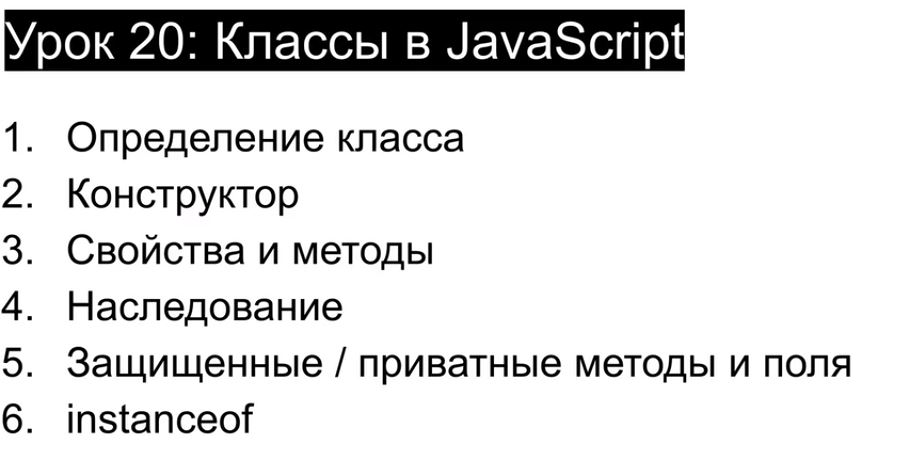 Урок 20: Классы в JavaScript
1. Определение класса
2. Конструктор
3. Свойства и методы
4. Наследование
5. Защищенные / приватные методы и поля
6. instanceof